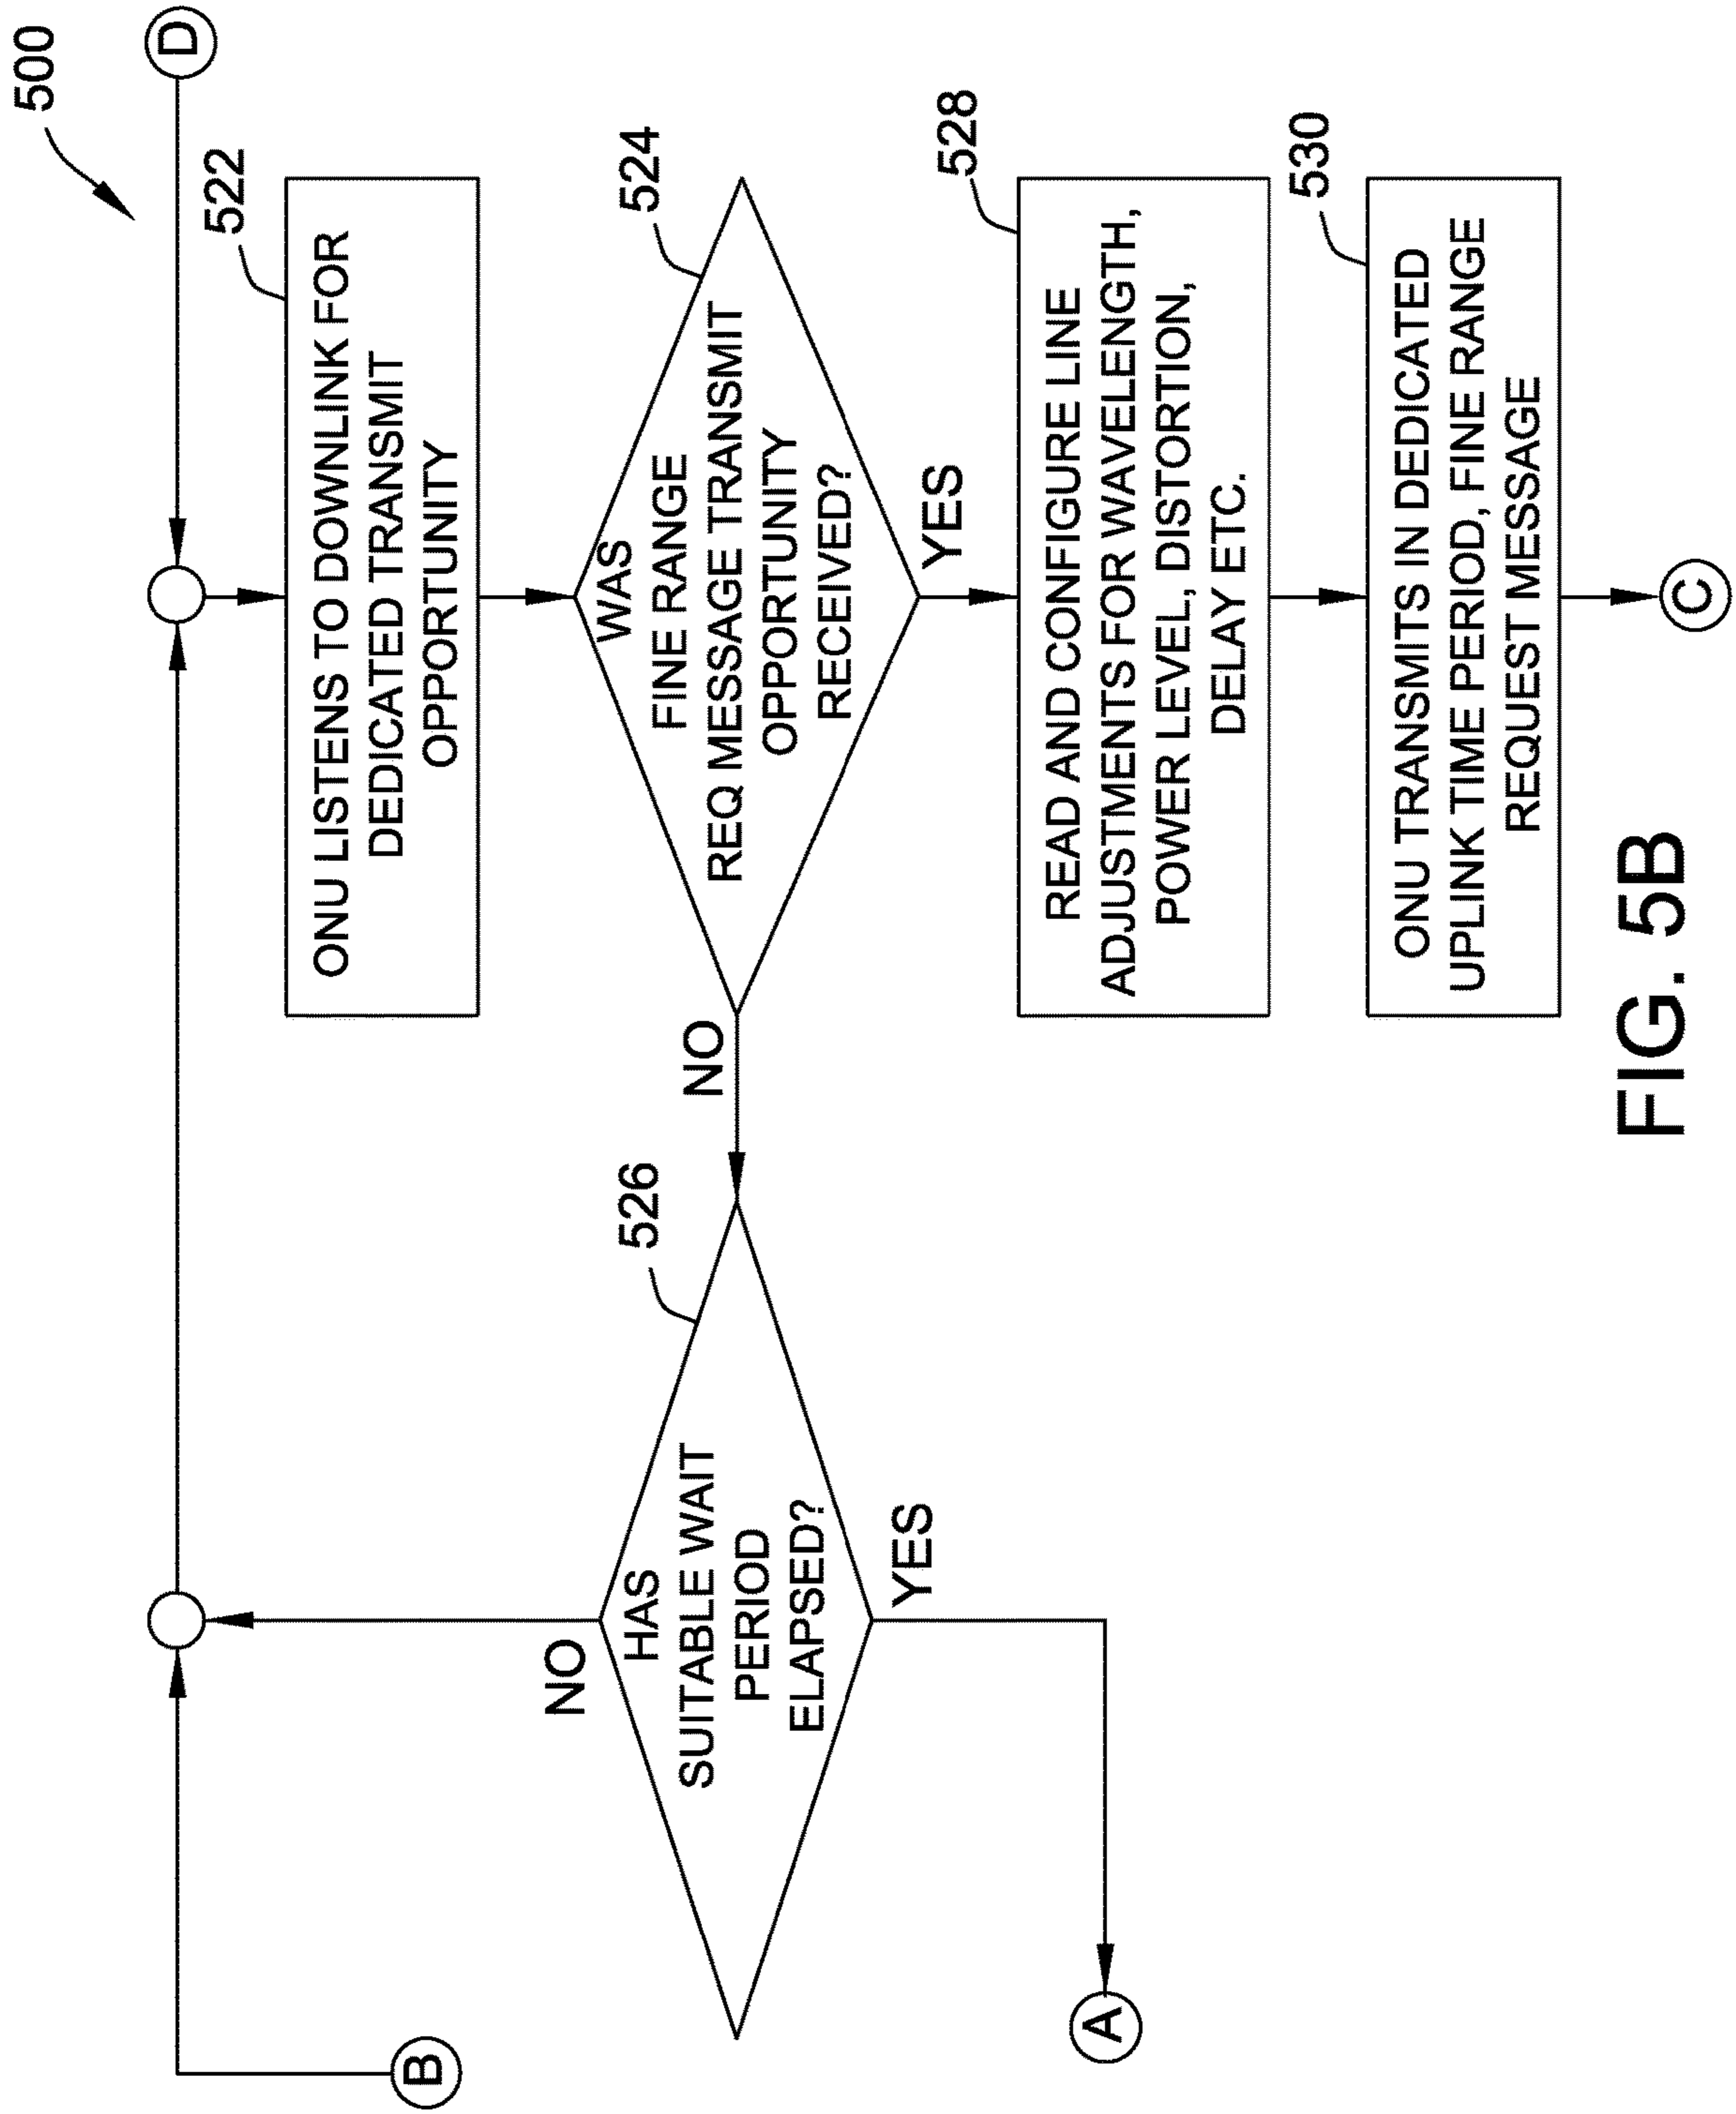 500
D
522
ONU LISTENS TO DOWNLINK FOR
DEDICATED TRANSMIT
OPPORTUNITY
524
WAS
FINE RANGE
REQ MESSAGE TRANSMIT
OPPORTUNITY
RECEIVED?
NO
YES
526
HAS
SUITABLE WAIT
PERIOD
ELAPSED?
NO
YES
B
A
528
READ AND CONFIGURE LINE
ADJUSTMENTS FOR WAVELENGTH,
POWER LEVEL, DISTORTION,
DELAY ETC.
530
ONU TRANSMITS IN DEDICATED
UPLINK TIME PERIOD, FINE RANGE
REQUEST MESSAGE
C
FIG. 5B